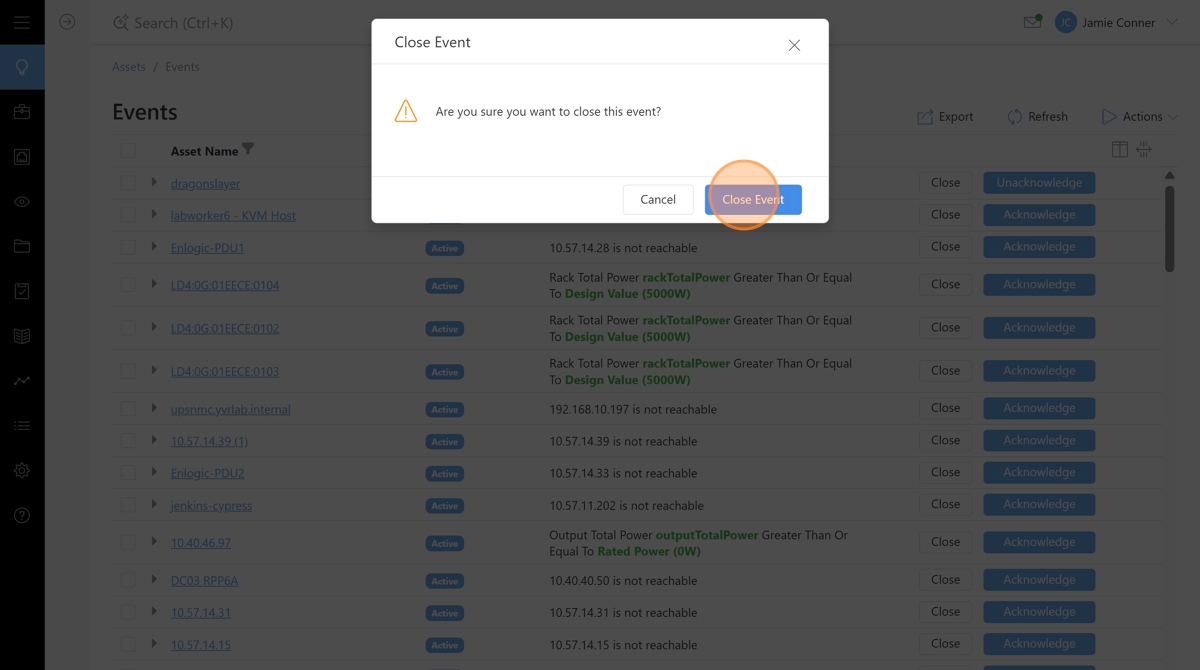 Search (Ctrl+K)
JC
Jamie Conner
Assets / Events
Events
Export
Refresh
Actions
Asset Name
Close Event
Are you sure you want to close this event?
Cancel
Close Event
dragonslayer
Close
Unacknowledge
labworker6 - KVM Host
Close
Acknowledge
Enlogic-PDU1
Active
10.57.14.28 is not reachable
Close
Acknowledge
LD4:0G:01EECE:0104
Active
Rack Total Power rackTotalPower Greater Than Or Equal
To Design Value (5000W)
Close
Acknowledge
LD4:0G:01EECE:0102
Active
Rack Total Power rackTotalPower Greater Than Or Equal
To Design Value (5000W)
Close
Acknowledge
LD4:0G:01EECE:0103
Active
Rack Total Power rackTotalPower Greater Than Or Equal
To Design Value (5000W)
Close
Acknowledge
upsnmc.yvrlab.internal
Active
192.168.10.197 is not reachable
Close
Acknowledge
10.57.14.39 (1)
Active
10.57.14.39 is not reachable
Close
Acknowledge
Enlogic-PDU2
Active
10.57.14.33 is not reachable
Close
Acknowledge
jenkins-cypress
Active
10.57.11.202 is not reachable
Close
Acknowledge
10.40.46.97
Active
Output Total Power outputTotalPower Greater Than Or
Equal To Rated Power (0W)
Close
Acknowledge
DC03 RPP6A
Active
10.40.40.50 is not reachable
Close
Acknowledge
10.57.14.31
Active
10.57.14.31 is not reachable
Close
Acknowledge
10.57.14.15
Active
10.57.14.15 is not reachable
Close
Acknowledge